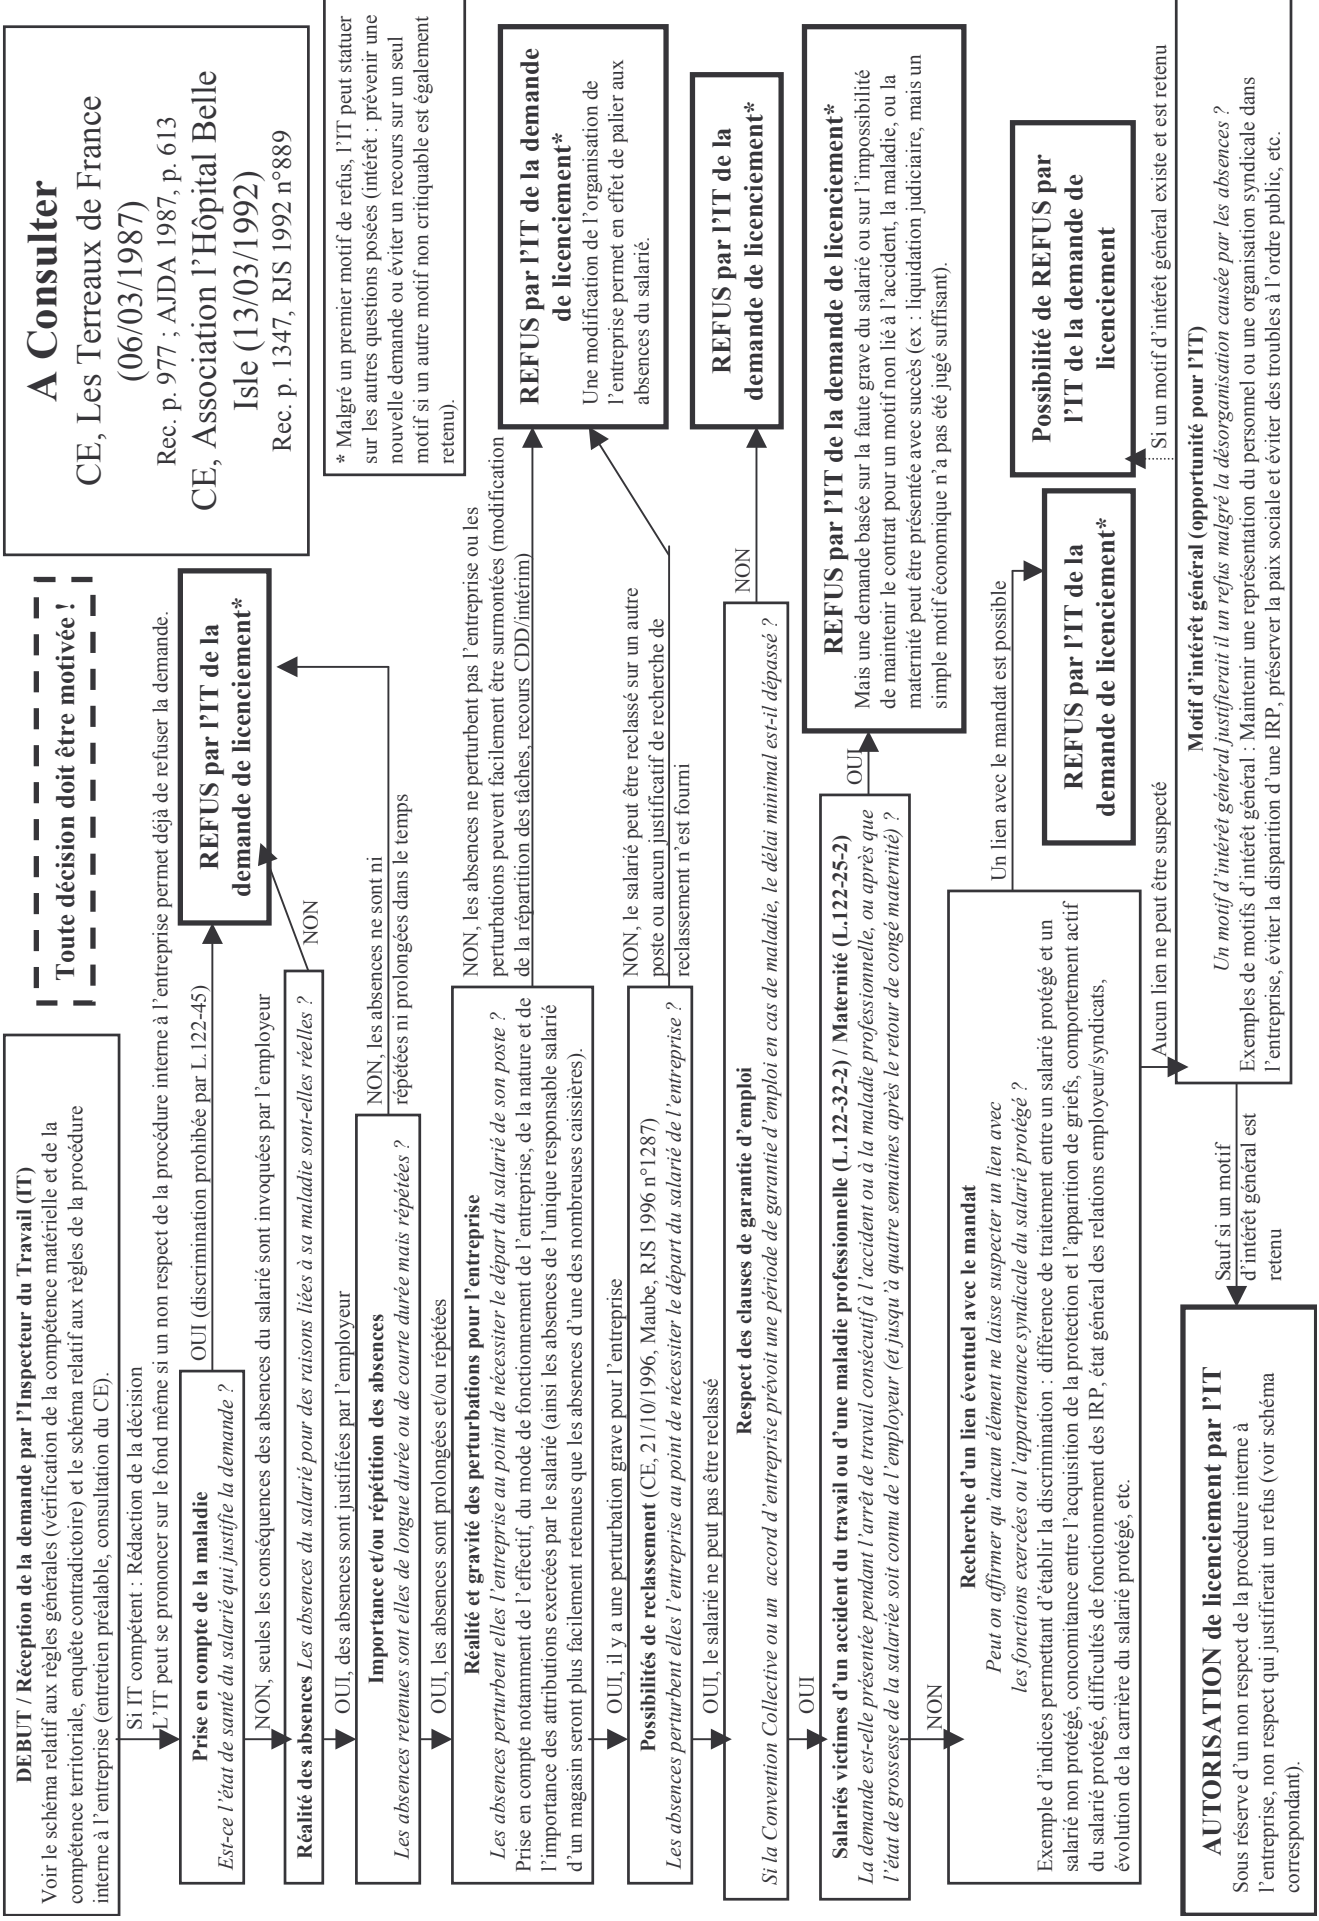 DEBUT / Réception de la demande par l'Inspecteur du Travail (IT)
Voir le schéma relatif aux règles générales (vérification de la compétence matérielle et de la
compétence territoriale, enquête contradictoire) et le schéma relatif aux règles de la procédure
interne à l'entreprise (entretien préalable, consultation du CE).
Toute décision doit être motivée !
A Consulter
CE, Les Terreaux de France
(06/03/1987)
Rec. p. 977 ; AJDA 1987, p. 613
CE, Association l'Hôpital Belle
Isle (13/03/1992)
Rec. p. 1347, RJS 1992 n°889
Si IT compétent : Rédaction de la décision
L'IT peut se prononcer sur le fond même si un non respect de la procédure interne à l'entreprise permet déjà de refuser la demande.
Prise en compte de la maladie
Est-ce l'état de santé du salarié qui justifie la demande ?
OUI (discrimination prohibée par L.122-45)
REFUS par l'IT de la
demande de licenciement*
NON, seules les conséquences des absences du salarié sont invoquées par l'employeur
Réalité des absences Les absences du salarié pour des raisons liées à sa maladie sont-elles réelles ?
NON
OUI, des absences sont justifiées par l'employeur
Importance et/ou répétition des absences
Les absences retenues sont elles de longue durée ou de courte durée mais répétées ?
NON, les absences ne sont ni
répétées ni prolongées dans le temps
* Malgré un premier motif de refus, l'IT peut statuer
sur les autres questions posées (intérêt : prévenir une
nouvelle demande ou éviter un recours sur un seul
motif si un autre motif non critiquable est également
retenu).
OUI, les absences sont prolongées et/ou répétées
Réalité et gravité des perturbations pour l'entreprise
Les absences perturbent elles l'entreprise au point de nécessiter le départ du salarié de son poste ?
Prise en compte notamment de l'effectif, du mode de fonctionnement de l'entreprise, de la nature et de
l'importance des attributions exercées par le salarié (ainsi les absences de l'unique responsable salarié
d'un magasin seront plus facilement retenues que les absences d'une des nombreuses caissières).
NON, les absences ne perturbent pas l'entreprise ou les
perturbations peuvent facilement être surmontées (modification
de la répartition des tâches, recours CDD/intérim)
REFUS par l'IT de la demande
de licenciement*
Une modification de l'organisation de
l'entreprise permet en effet de palier aux
absences du salarié.
OUI, il y a une perturbation grave pour l'entreprise
Possibilités de reclassement (CE, 21/10/1996, Maube, RJS 1996 n°1287)
Les absences perturbent elles l'entreprise au point de nécessiter le départ du salarié de l'entreprise ?
NON, le salarié peut être reclassé sur un autre
poste ou aucun justificatif de recherche de
reclassement n'est fourni
OUI, le salarié ne peut pas être reclassé
Respect des clauses de garantie d'emploi
Si la Convention Collective ou un accord d'entreprise prévoit une période de garantie d'emploi en cas de maladie, le délai minimal est-il dépassé ?
NON
REFUS par l'IT de la
demande de licenciement*
OUI
Salariés victimes d'un accident du travail ou d'une maladie professionnelle (L.122-32-2) / Maternité (L.122-25-2)
La demande est-elle présentée pendant l'arrêt de travail consécutif à l'accident ou à la maladie professionnelle, ou après que
l'état de grossesse de la salariée soit connu de l'employeur (et jusqu'à quatre semaines après le retour de congé maternité) ?
OUI
REFUS par l'IT de la demande de licenciement*
Mais une demande basée sur la faute grave du salarié ou sur l'impossibilité
de maintenir le contrat pour un motif non lié à l'accident, la maladie, ou la
maternité peut être présentée avec succès (ex : liquidation judiciaire, mais un
simple motif économique n'a pas été jugé suffisant).
NON
Recherche d'un lien éventuel avec le mandat
Peut on affirmer qu'aucun élément ne laisse suspecter un lien avec
les fonctions exercées ou l'appartenance syndicale du salarié protégé ?
Exemple d'indices permettant d'établir la discrimination : différence de traitement entre un salarié protégé et un
salarié non protégé, concomitance entre l'acquisition de la protection et l'apparition de griefs, comportement actif
du salarié protégé, difficultés de fonctionnement des IRP, état général des relations employeur/syndicats,
évolution de la carrière du salarié protégé, etc.
Un lien avec le mandat est possible
REFUS par l'IT de la
demande de licenciement*
Possibilité de REFUS par
l'IT de la demande de
licenciement
Aucun lien ne peut être suspecté
Si un motif d'intérêt général existe et est retenu
Motif d'intérêt général (opportunité pour l'IT)
Un motif d'intérêt général justifierait il un refus malgré la désorganisation causée par les absences ?
Exemples de motifs d'intérêt général : Maintenir une représentation du personnel ou une organisation syndicale dans
l'entreprise, éviter la disparition d'une IRP, préserver la paix sociale et éviter des troubles à l'ordre public, etc.
Sauf si un motif
d'intérêt général est
retenu
AUTORISATION de licenciement par l'IT
Sous réserve d'un non respect de la procédure interne à
l'entreprise, non respect qui justifierait un refus (voir schéma
correspondant).